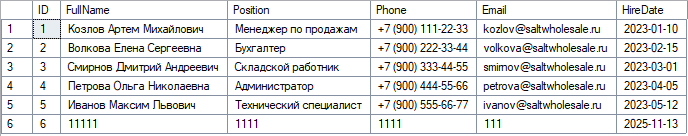 ID FullName Position Phone Email HireDate
1 1 Козлов Артем Михайлович Менеджер по продажам +7 (900) 111-22-33 kozlov@saltwholesale.ru 2023-01-10
2 2 Волкова Елена Сергеевна Бухгалтер +7 (900) 222-33-44 volkova@saltwholesale.ru 2023-02-15
3 3 Смирнов Дмитрий Андреевич Складской работник +7 (900) 333-44-55 smirnov@saltwholesale.ru 2023-03-01
4 4 Петрова Ольга Николаевна Администратор +7 (900) 444-55-66 petrova@saltwholesale.ru 2023-04-05
5 5 Иванов Максим Львович Технический специалист +7 (900) 555-66-77 ivanov@saltwholesale.ru 2023-05-12
6 6 11111 1111 1111 111 2025-11-13